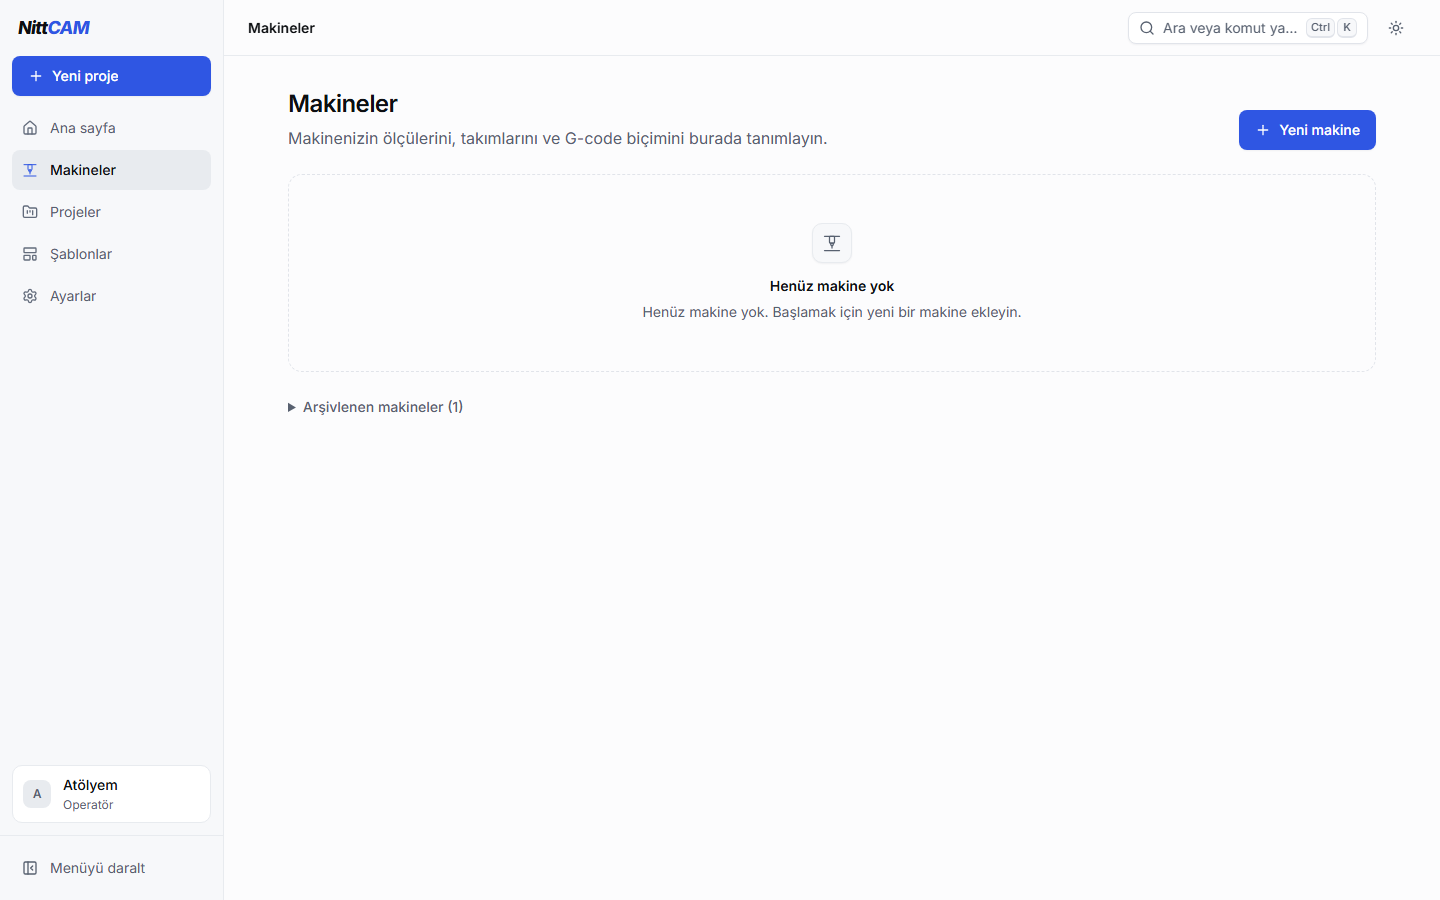 NittCAM
Yeni proje
Ana sayfa
Makineler
Projeler
Şablonlar
Ayarlar
Atölyem
A
Operatör
Menüyü daralt
Makineler
Ara veya komut ya...
Ctrl
K
Makineler
Makinenizin ölçülerini, takımlarını ve G-code biçimini burada tanımlayın.
Yeni makine
Henüz makine yok
Henüz makine yok. Başlamak için yeni bir makine ekleyin.
Arşivlenen makineler (1)